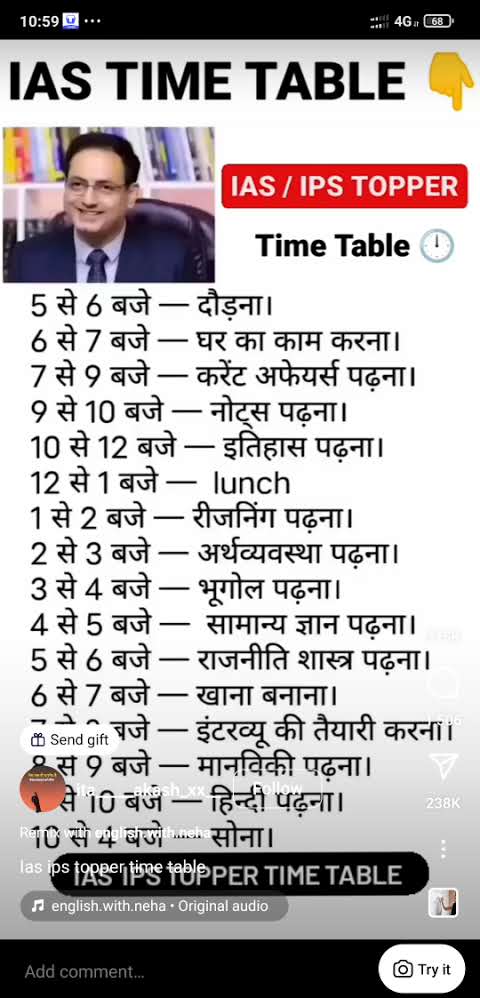 10:59
4G 68
IAS TIME TABLE
IAS / IPS TOPPER
Time Table
5 से 6 बजे — दौड़ना।
6 से 7 बजे — घर का काम करना।
7 से 9 बजे — करेंट अफेयर्स पढ़ना।
9 से 10 बजे — नोट्स पढ़ना।
10 से 12 बजे — इतिहास पढ़ना।
12 से 1 बजे — lunch
1 से 2 बजे — रीजनिंग पढ़ना।
2 से 3 बजे — अर्थव्यवस्था पढ़ना।
3 से 4 बजे — भूगोल पढ़ना।
4 से 5 बजे — सामान्य ज्ञान पढ़ना।
5 से 6 बजे — राजनीति शास्त्र पढ़ना।
6 से 7 बजे — खाना बनाना।
बजे — इंटरव्यू की तैयारी करना।
Send gift
8 से 9 बजे — मानविकी पढ़ना।
से 10 बजे — हिन्दी पढ़ना।
akash_xx
Follow
238K
Remix with english.with.neha
10 से 4 बजे — सोना।
Ias ips topper time table
IAS IPS TOPPER TIME TABLE
english.with.neha • Original audio
Add comment...
Try it